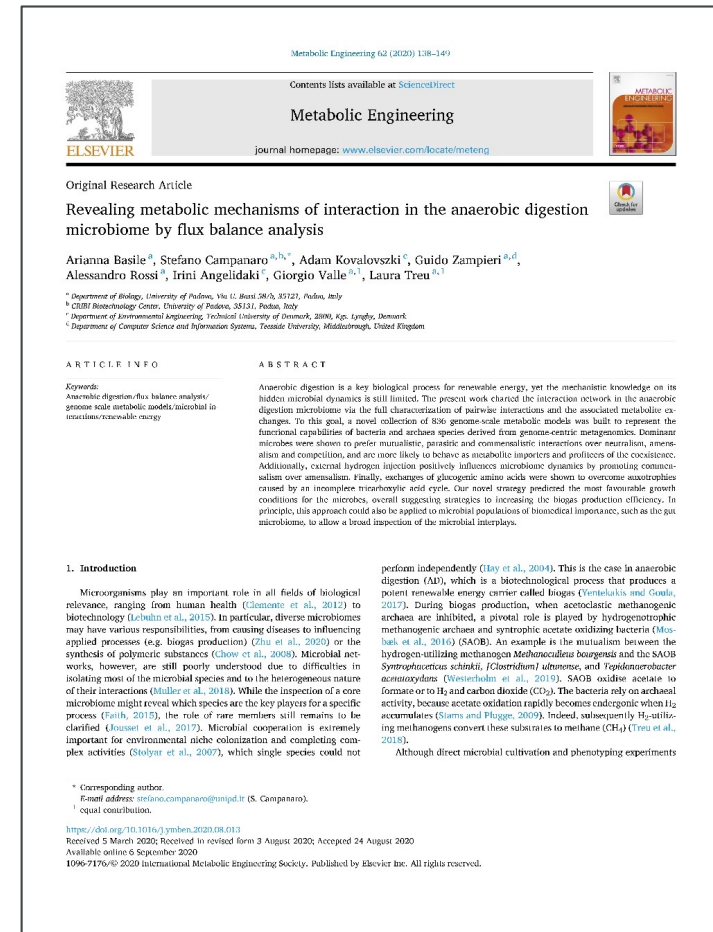 Metabolic Engineering 62 (2020) 138–149
Contents lists available at ScienceDirect
Metabolic Engineering
journal homepage: www.elsevier.com/locate/meteng
ELSEVIER
METABOLIC
ENGINEERING
Check for
updates
Original Research Article
Revealing metabolic mechanisms of interaction in the anaerobic digestion
microbiome by flux balance analysis
Arianna Basile a, Stefano Campanaro a,b,*, Adam Kovalovszki c, Guido Zampieri a,d,
Alessandro Rossi a, Irini Angelidaki c, Giorgio Valle a,1, Laura Treu a,1
a Department of Biology, University of Padova, Via U. Bassi 58/b, 35121, Padua, Italy
b CRIBI Biotechnology Center, University of Padova, 35131, Padua, Italy
c Department of Environmental Engineering, Technical University of Denmark, 2800, Kgs. Lyngby, Denmark
d Department of Computer Science and Information Systems, Teesside University, Middlesbrough, United Kingdom
ARTICLE INFO
Keywords:
Anaerobic digestion/flux balance analysis/
genome scale metabolic models/microbial in
teractions/renewable energy
ABSTRACT
Anaerobic digestion is a key biological process for renewable energy, yet the mechanistic knowledge on its
hidden microbial dynamics is still limited. The present work charted the interaction network in the anaerobic
digestion microbiome via the full characterization of pairwise interactions and the associated metabolite ex-
changes. To this goal, a novel collection of 836 genome-scale metabolic models was built to represent the
functional capabilities of bacteria and archaea species derived from genome-centric metagenomics. Dominant
microbes were shown to prefer mutualistic, parasitic and commensalistic interactions over neutralism, amens-
alism and competition, and are more likely to behave as metabolite importers and profiteers of the coexistence.
Additionally, external hydrogen injection positively influences microbiome dynamics by promoting commen-
salism over amensalism. Finally, exchanges of glucogenic amino acids were shown to overcome auxotrophies
caused by an incomplete tricarboxylic acid cycle. Our novel strategy predicted the most favourable growth
conditions for the microbes, overall suggesting strategies to increasing the biogas production efficiency. In
principle, this approach could also be applied to microbial populations of biomedical importance, such as the gut
microbiome, to allow a broad inspection of the microbial interplays.
1. Introduction
Microorganisms play an important role in all fields of biological
relevance, ranging from human health (Clemente et al., 2012) to
biotechnology (Lebuhn et al., 2015). In particular, diverse microbiomes
may have various responsibilities, from causing diseases to influencing
applied processes (e.g. biogas production) (Zhu et al., 2020) or the
synthesis of polymeric substances (Chow et al., 2008). Microbial net-
works, however, are still poorly understood due to difficulties in
isolating most of the microbial species and to the heterogeneous nature
of their interactions (Muller et al., 2018). While the inspection of a core
microbiome might reveal which species are the key players for a specific
process (Faith, 2015), the role of rare members still remains to be
clarified (Jousset et al., 2017). Microbial cooperation is extremely
important for environmental niche colonization and completing com-
plex activities (Stolyar et al., 2007), which single species could not
perform independently (Hay et al., 2004). This is the case in anaerobic
digestion (AD), which is a biotechnological process that produces a
potent renewable energy carrier called biogas (Yentekakis and Goula,
2017). During biogas production, when acetoclastic methanogenic
archaea are inhibited, a pivotal role is played by hydrogenotrophic
methanogenic archaea and syntrophic acetate oxidizing bacteria (Mos-
bæk et al., 2016) (SAOB). An example is the mutualism between the
hydrogen-utilizing methanogen Methanoculleus bourgensis and the SAOB
Syntrophaceticus schinkii, [Clostridium] ultunense, and Tepidanaerobacter
acetatoxydans (Westerholm et al., 2019). SAOB oxidise acetate to
formate or to H2 and carbon dioxide (CO2). The bacteria rely on archaeal
activity, because acetate oxidation rapidly becomes endergonic when H2
accumulates (Stams and Plugge, 2009). Indeed, subsequently H2-utiliz-
ing methanogens convert these substrates to methane (CH4) (Treu et al.,
2018).
Although direct microbial cultivation and phenotyping experiments
* Corresponding author.
E-mail address: stefano.campanaro@unipd.it (S. Campanaro).
1 equal contribution.
https://doi.org/10.1016/j.ymben.2020.08.013
Received 5 March 2020; Received in revised form 3 August 2020; Accepted 24 August 2020
Available online 6 September 2020
1096-7176/© 2020 International Metabolic Engineering Society. Published by Elsevier Inc. All rights reserved.